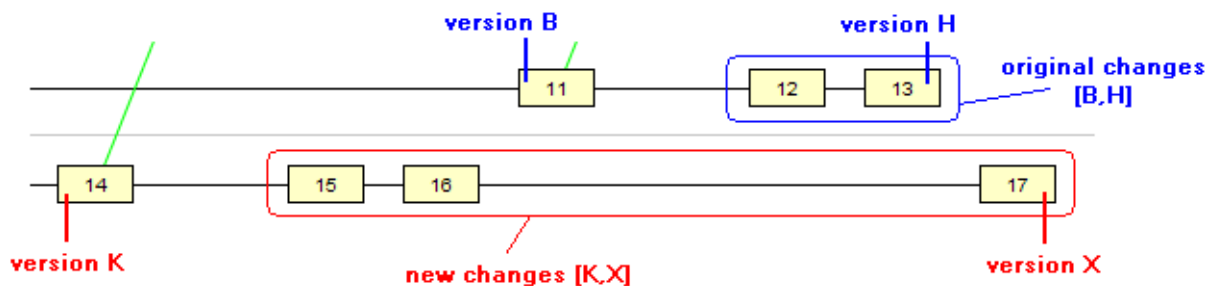 version B
version H
11
12
13
original changes
[B,H]
14
15
16
17
version K
new changes [K,X]
version X